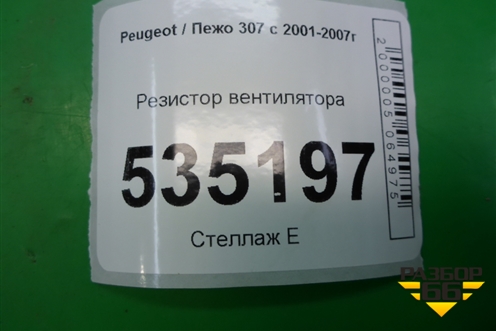 Peugeot / Пежо 307 с 2001-2007г
Резистор вентилятора
535197
Стеллаж Е
2000005064975
РАЗБОР
66